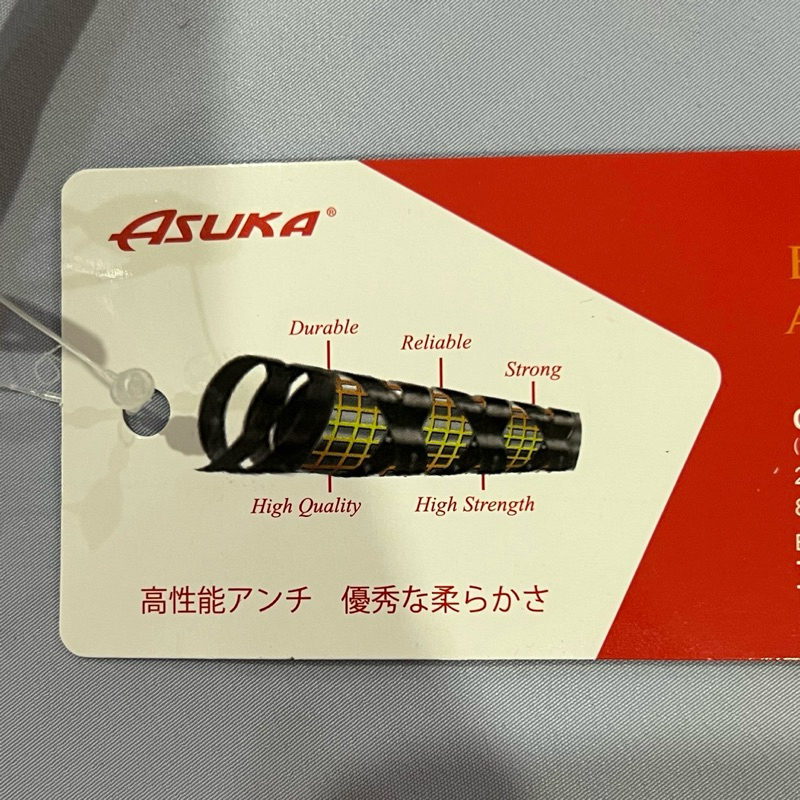 ASUKA®
Durable
Reliable
Strong
High Quality
High Strength
高性能アンチ 優秀な柔らかさ